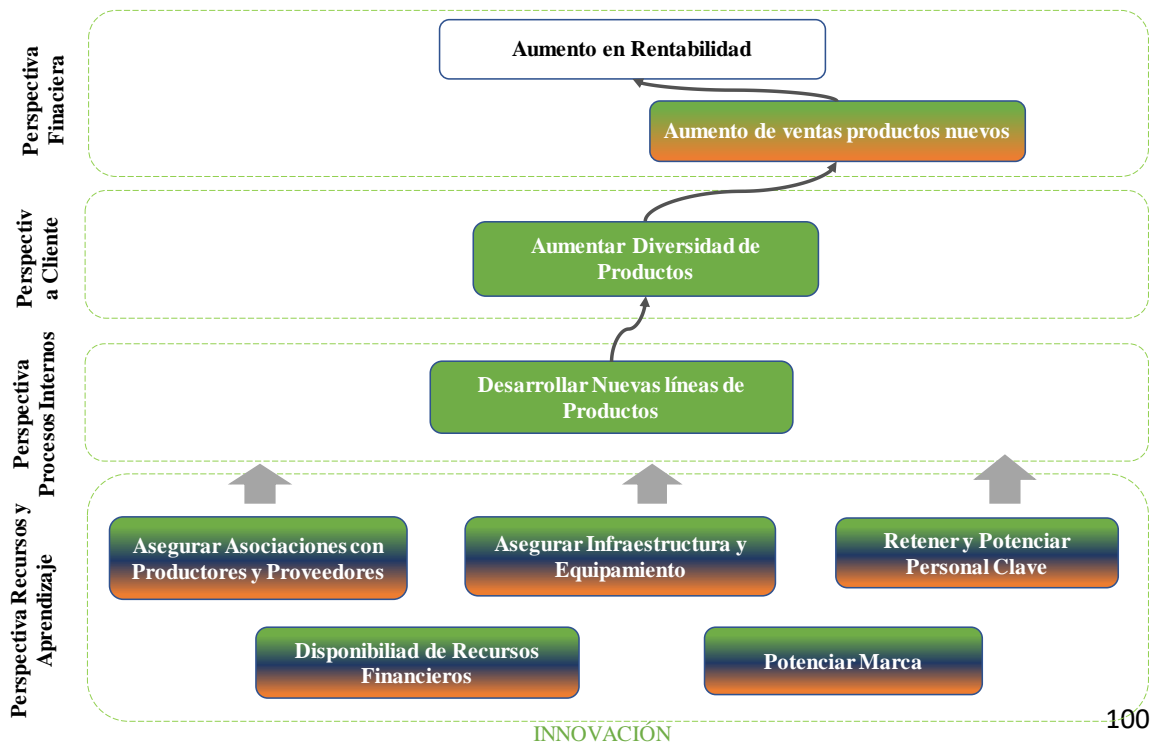 Perspectiva
Finaciera
Aumento en Rentabilidad
Aumento de ventas productos nuevos
Perspectiv
a Cliente
Aumentar Diversidad de
Productos
Perspectiva
Procesos Internos
Desarrollar Nuevas líneas de
Productos
Perspectiva Recursos y
Aprendizaje
Asegurar Asociaciones con
Productores y Proveedores
Asegurar Infraestructura y
Equipamiento
Retener y Potenciar
Personal Clave
Disponibiliad de Recursos
Financieros
Potenciar Marca
INNOVACIÓN
100